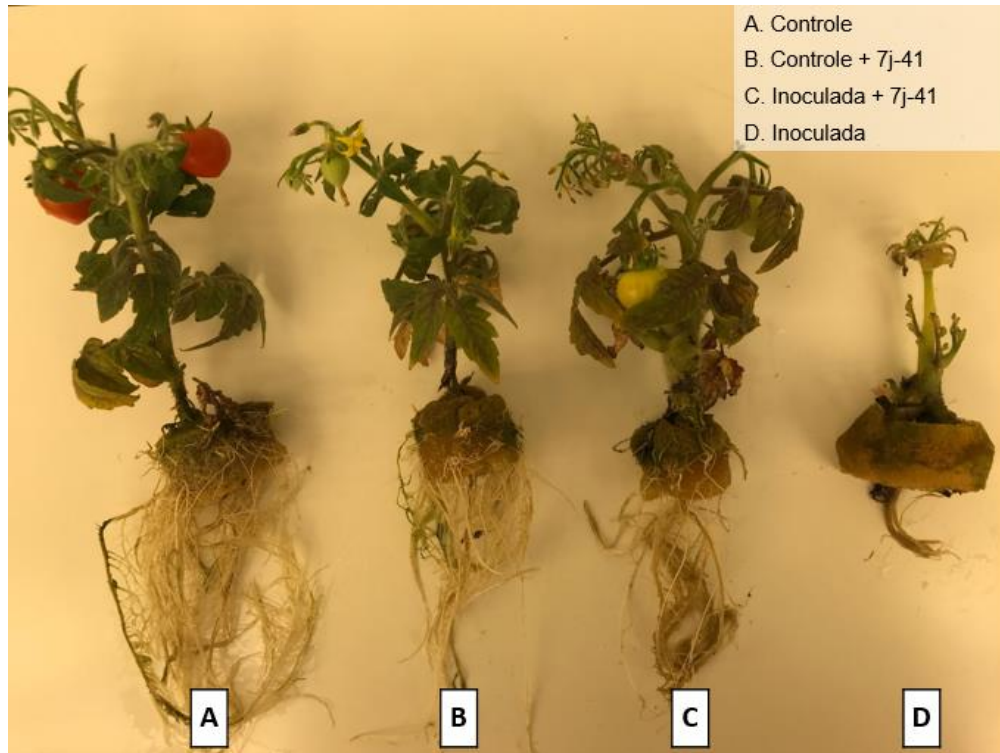 A. Controle
B. Controle + 7j-41
C. Inoculada + 7j-41
D. Inoculada
A
B
C
D